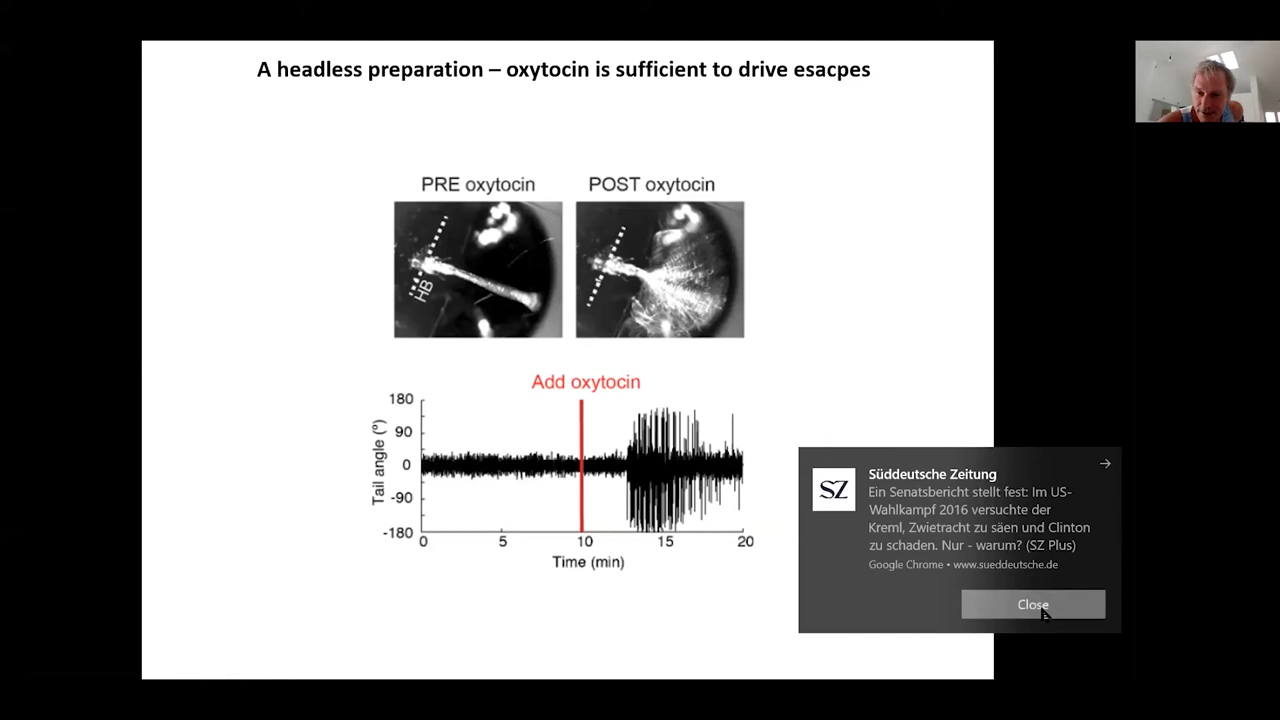 A headless preparation – oxytocin is sufficient to drive esacpes
PRE oxytocin
POST oxytocin
HB
Add oxytocin
Tail angle (°)
180
90
0
-90
-180
0
5
10
15
20
Time (min)
SZ
Süddeutsche Zeitung
Ein Senatsbericht stellt fest: Im US-
Wahlkampf 2016 versuchte der
Kreml, Zwietracht zu säen und Clinton
zu schaden. Nur - warum? (SZ Plus)
Google Chrome • www.sueddeutsche.de
Close